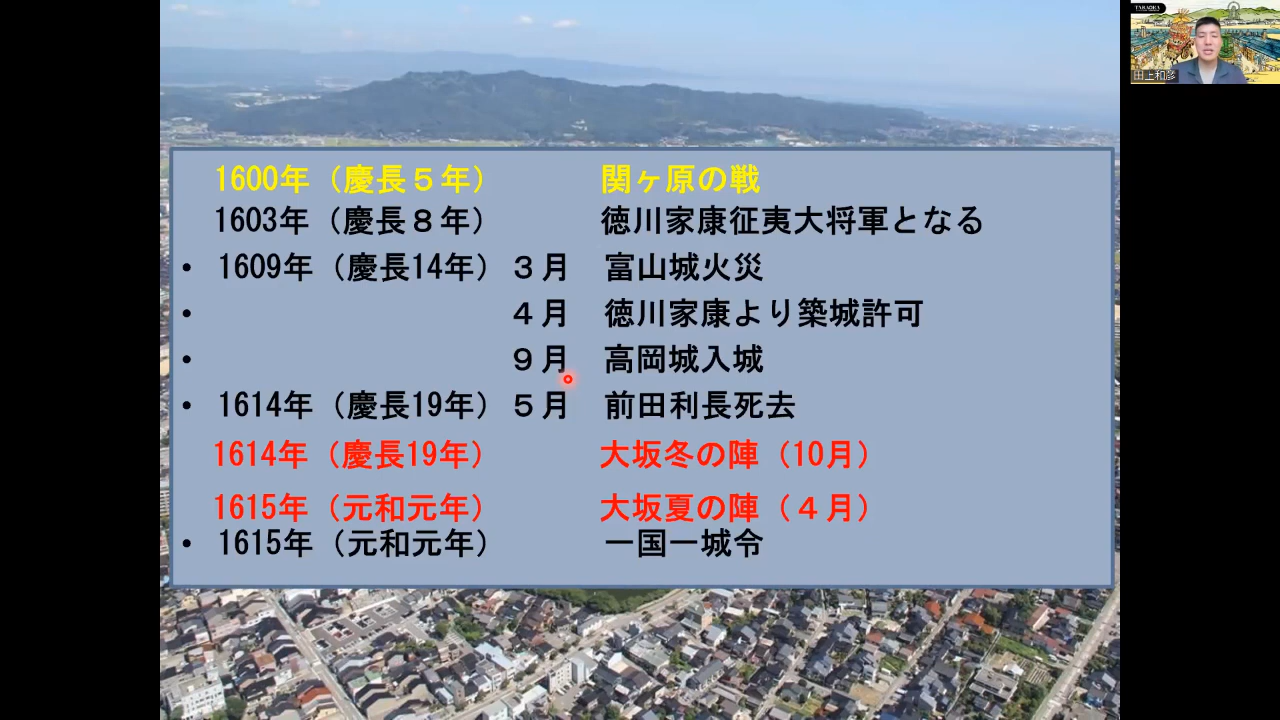 1600年（慶長５年） 関ヶ原の戦
1603年（慶長８年） 徳川家康征夷大将軍となる
• 1609年（慶長14年）３月 富山城火災
• ４月 徳川家康より築城許可
• ９月 高岡城入城
• 1614年（慶長19年）５月 前田利長死去
1614年（慶長19年） 大坂冬の陣（10月）
1615年（元和元年） 大坂夏の陣（４月）
• 1615年（元和元年） 一国一城令
TAKAOKA
田上和彦